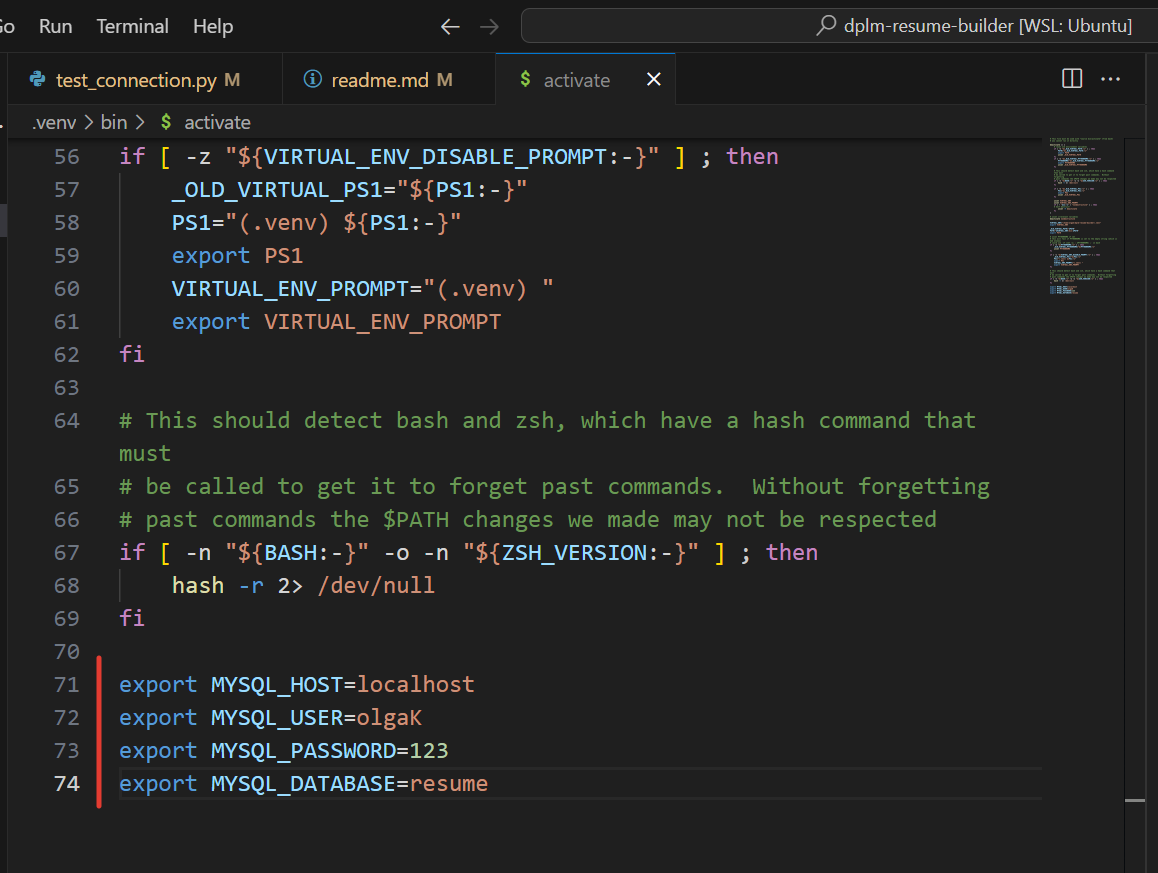 Run Terminal Help
dplm-resume-builder [WSL: Ubuntu]
test_connection.py M readme.md M $ activate
.venv > bin > $ activate
56 if [ -z "${VIRTUAL_ENV_DISABLE_PROMPT:-}" ] ; then
57 _OLD_VIRTUAL_PS1="${PS1:-}"
58 PS1="(.venv) ${PS1:-}"
59 export PS1
60 VIRTUAL_ENV_PROMPT="(.venv) "
61 export VIRTUAL_ENV_PROMPT
62 fi
63
64 # This should detect bash and zsh, which have a hash command that
must
65 # be called to get it to forget past commands.  Without forgetting
66 # past commands the $PATH changes we made may not be respected
67 if [ -n "${BASH:-}" -o -n "${ZSH_VERSION:-}" ] ; then
68 hash -r 2> /dev/null
69 fi
70
71 export MYSQL_HOST=localhost
72 export MYSQL_USER=olgaK
73 export MYSQL_PASSWORD=123
74 export MYSQL_DATABASE=resume